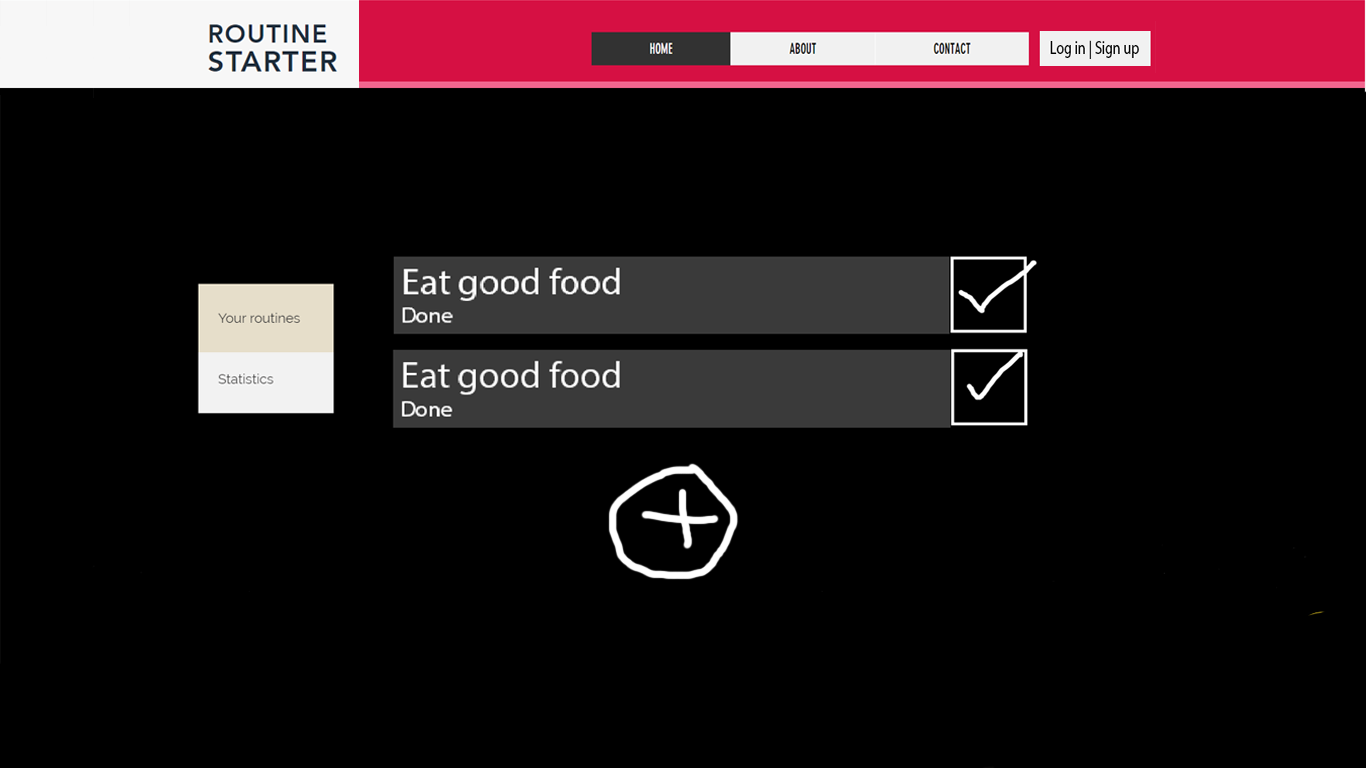 ROUTINE
STARTER
HOME
ABOUT
CONTACT
Log in | Sign up
Your routines
Statistics
Eat good food
Done
Eat good food
Done